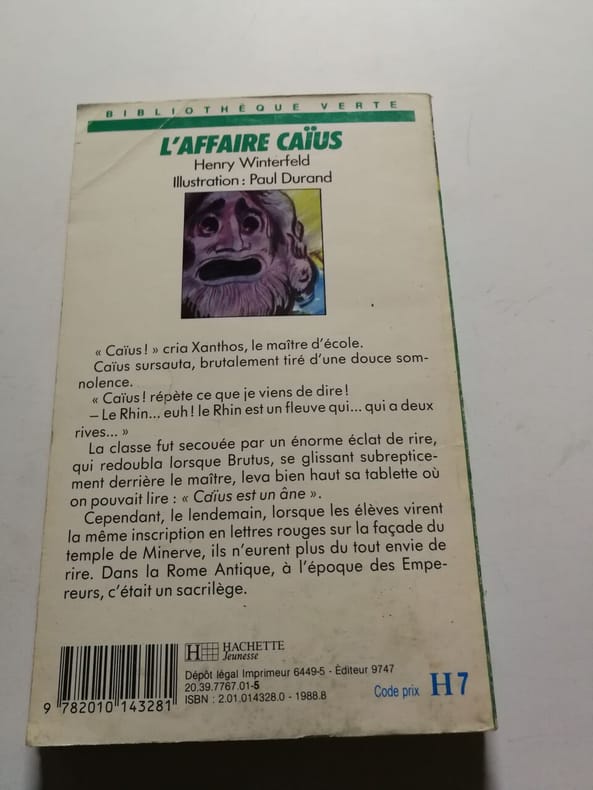 BIBLIOTHÈQUE VERTE
L'AFFAIRE CAÏUS
Henry Winterfeld
Illustration : Paul Durand
« Caïus ! » cria Xanthos, le maître d'école.
Caïus sursauta, brutalement tiré d'une douce som-
nolence.
« Caïus ! répète ce que je viens de dire !
– Le Rhin... euh ! le Rhin est un fleuve qui... qui a deux
rives... »
La classe fut secouée par un énorme éclat de rire,
qui redoubla lorsque Brutus, se glissant subreptice-
ment derrière le maître, leva bien haut sa tablette où
on pouvait lire : « Caïus est un âne ».
Cependant, le lendemain, lorsque les élèves virent
la même inscription en lettres rouges sur la façade du
temple de Minerve, ils n'eurent plus du tout envie de
rire. Dans la Rome Antique, à l'époque des Empe-
reurs, c'était un sacrilège.
H HACHETTE
Jeunesse
Dépôt légal Imprimeur 6449-5 - Éditeur 9747
20.39.7767.01-5
ISBN : 2.01.014328.0 - 1988.8
Code prix H7
9 782010 143281